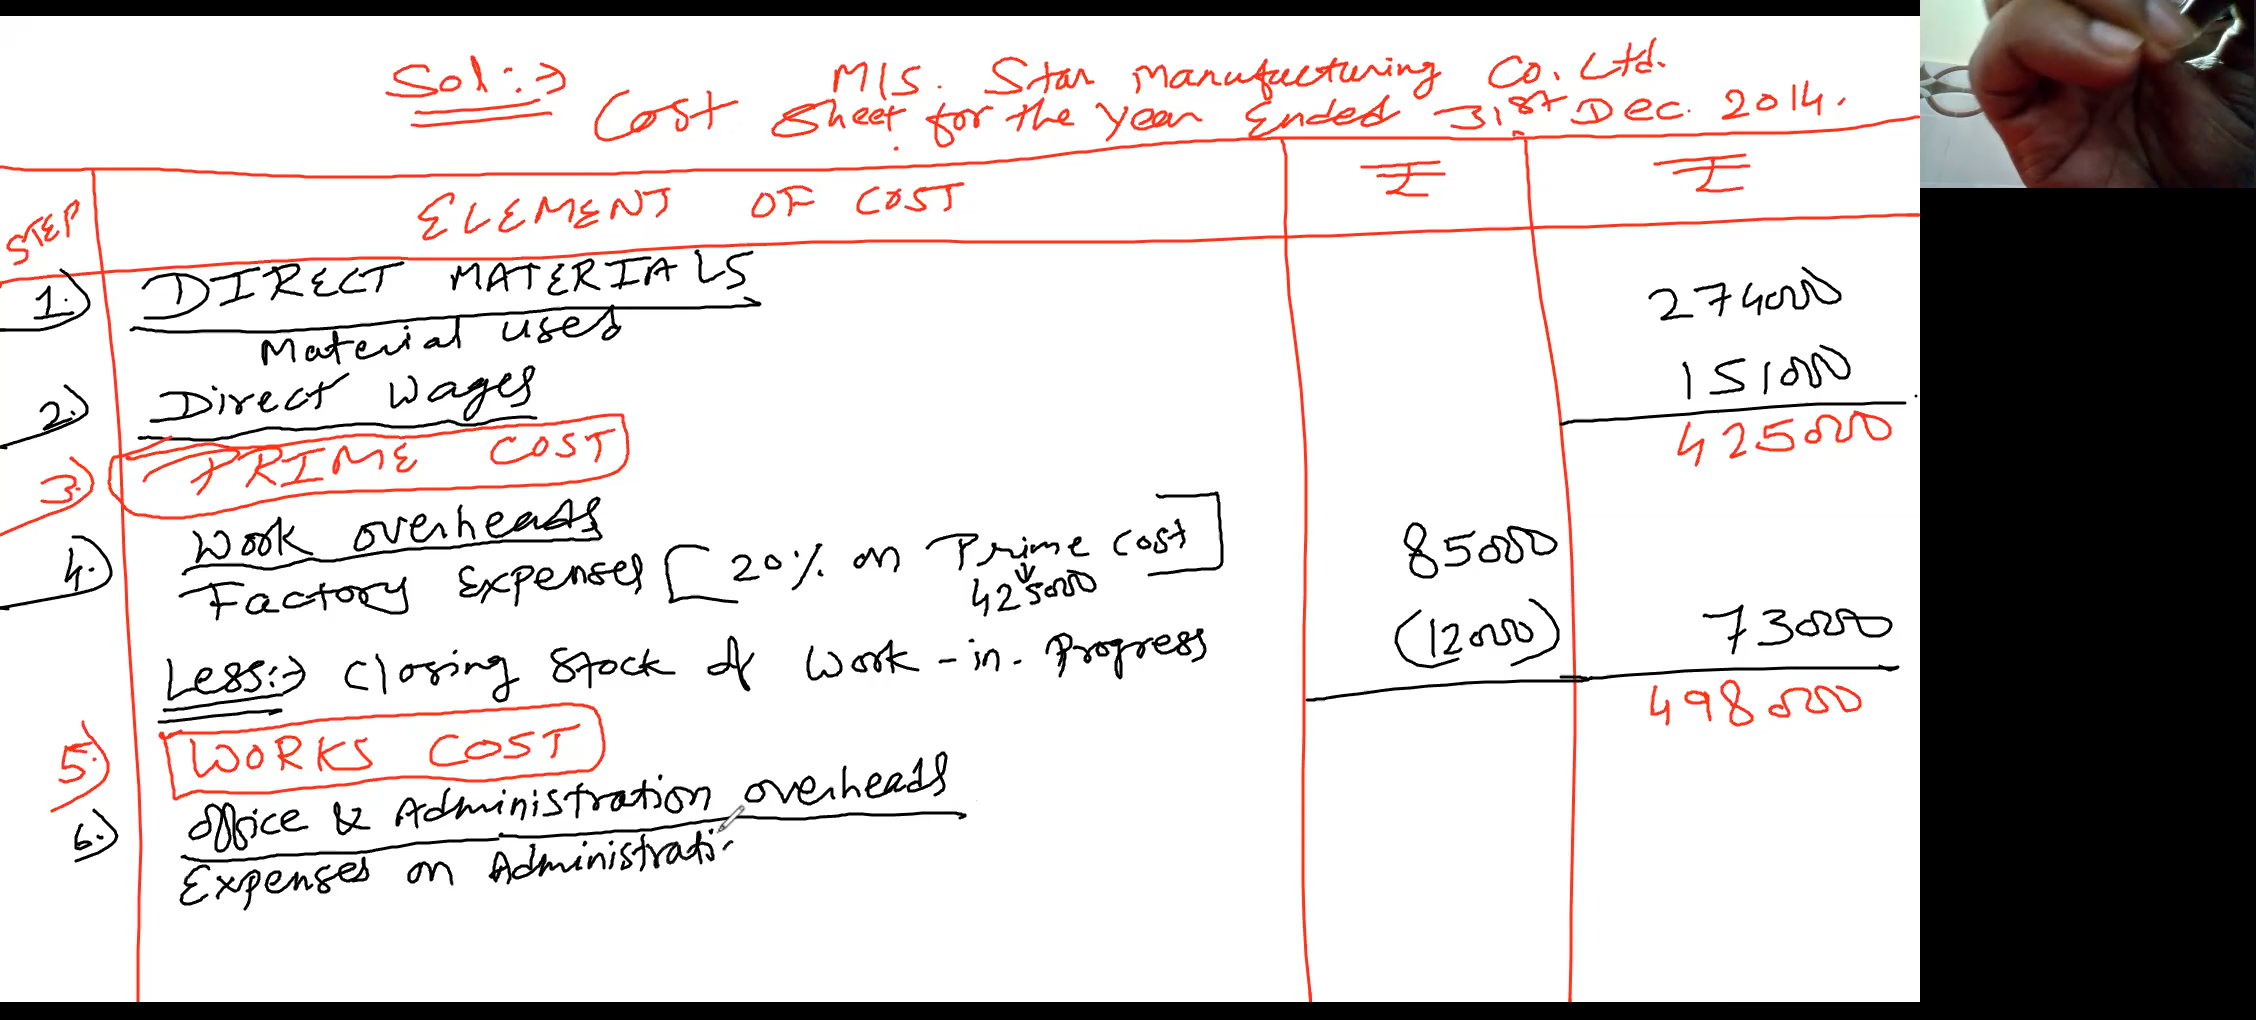 Sol:→ M/S. Star Manufacturing Co. Ltd.
Cost Sheet for the Year Ended 31st Dec. 2014.
STEP ELEMENT OF COST ₹ ₹
1.) DIRECT MATERIALS
Material used 274000
2.) Direct Wages 151000
3.) PRIME COST 425000
4.) Work overheads
Factory Expenses [20% on Prime Cost] 85000
425000
Less:→ Closing Stock of Work-in-Progress (12000) 73000
5.) WORKS COST 498000
6.) Office & Administration overheads
Expenses on Administrati